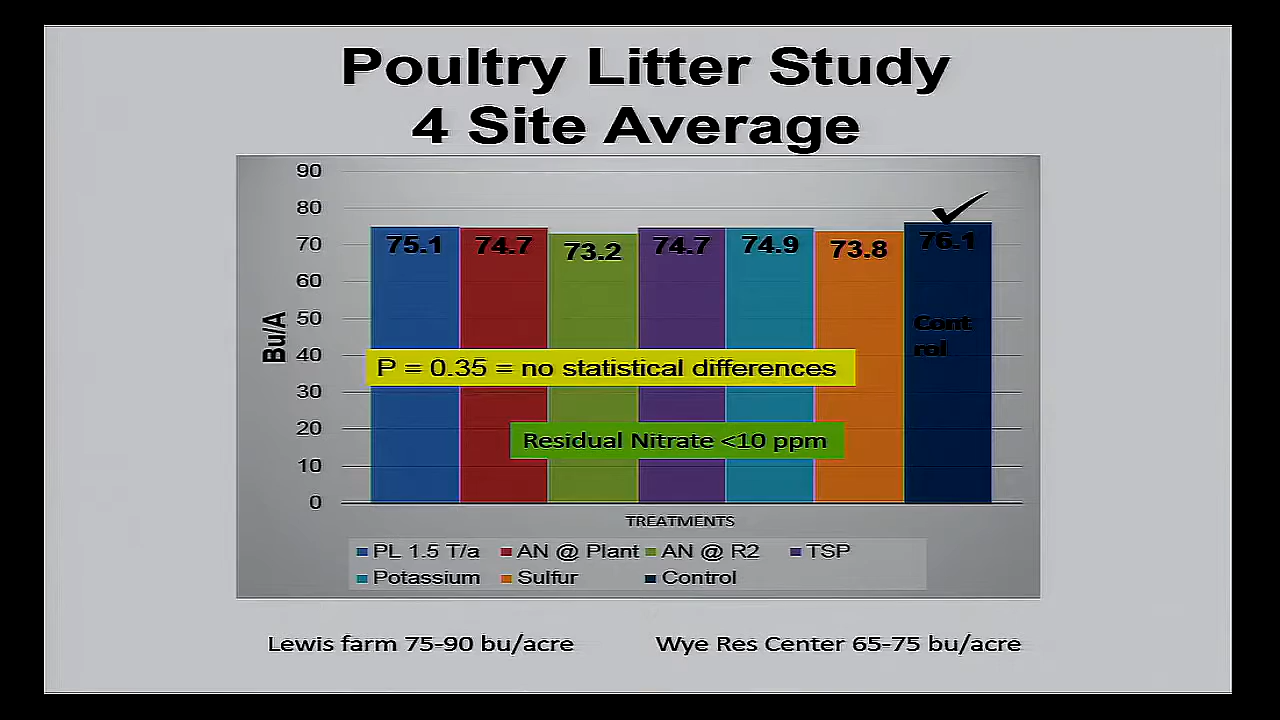 Poultry Litter Study
4 Site Average
90
80
70
60
50
40
30
20
10
0
Bu/A
75.1
74.7
73.2
74.7
74.9
73.8
76.1
Cont
rol
P = 0.35 = no statistical differences
Residual Nitrate <10 ppm
TREATMENTS
PL 1.5 T/a
AN @ Plant
AN @ R2
TSP
Potassium
Sulfur
Control
Lewis farm 75-90 bu/acre
Wye Res Center 65-75 bu/acre